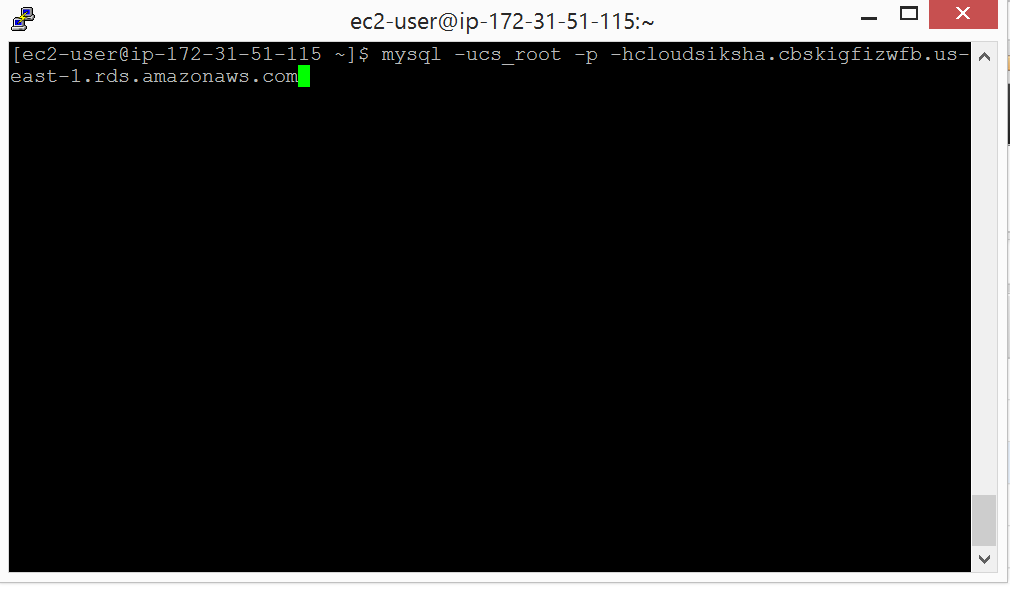 ec2-user@ip-172-31-51-115:~
[ec2-user@ip-172-31-51-115 ~]$ mysql -ucs_root -p -hcloudsiksha.cbskigfizwfb.us-
east-1.rds.amazonaws.com